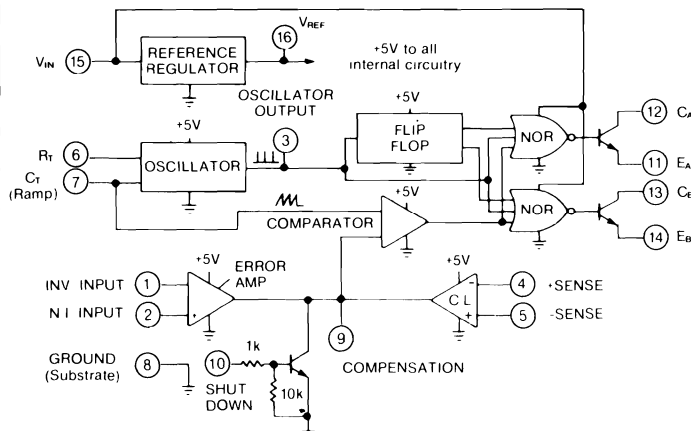 VREF
16
VIN 15
REFERENCE
REGULATOR
+5V to all
internal circuitry
OSCILLATOR
OUTPUT
12 CA
+5V
+5V
3
FLIP
FLOP
NOR
RT 6
OSCILLATOR
11 EA
CT 7
(Ramp)
13
+5V
COMPARATOR
NOR
14 EB
+5V
ERROR
AMP
+5V
INV INPUT 1
- 4 +SENSE
CL
NI INPUT 2 +
+ 5 -SENSE
9
GROUND 8
(Substrate)
1k
10
COMPENSATION
SHUT
DOWN
10k